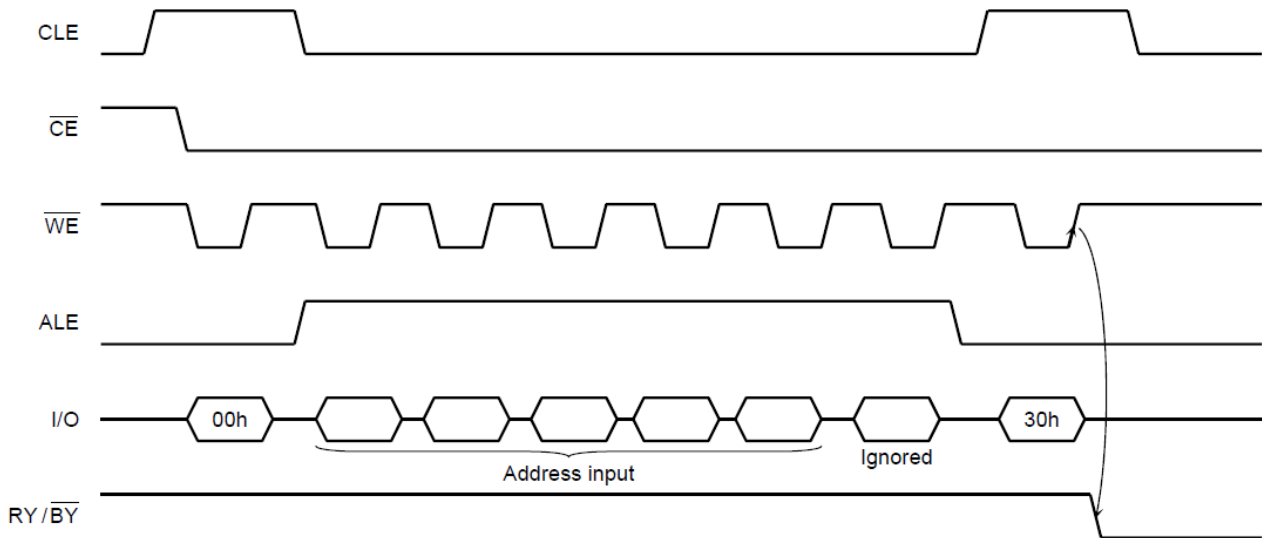 CLE
CE
WE
ALE
I/O
00h
30h
Address input
Ignored
RY/BY